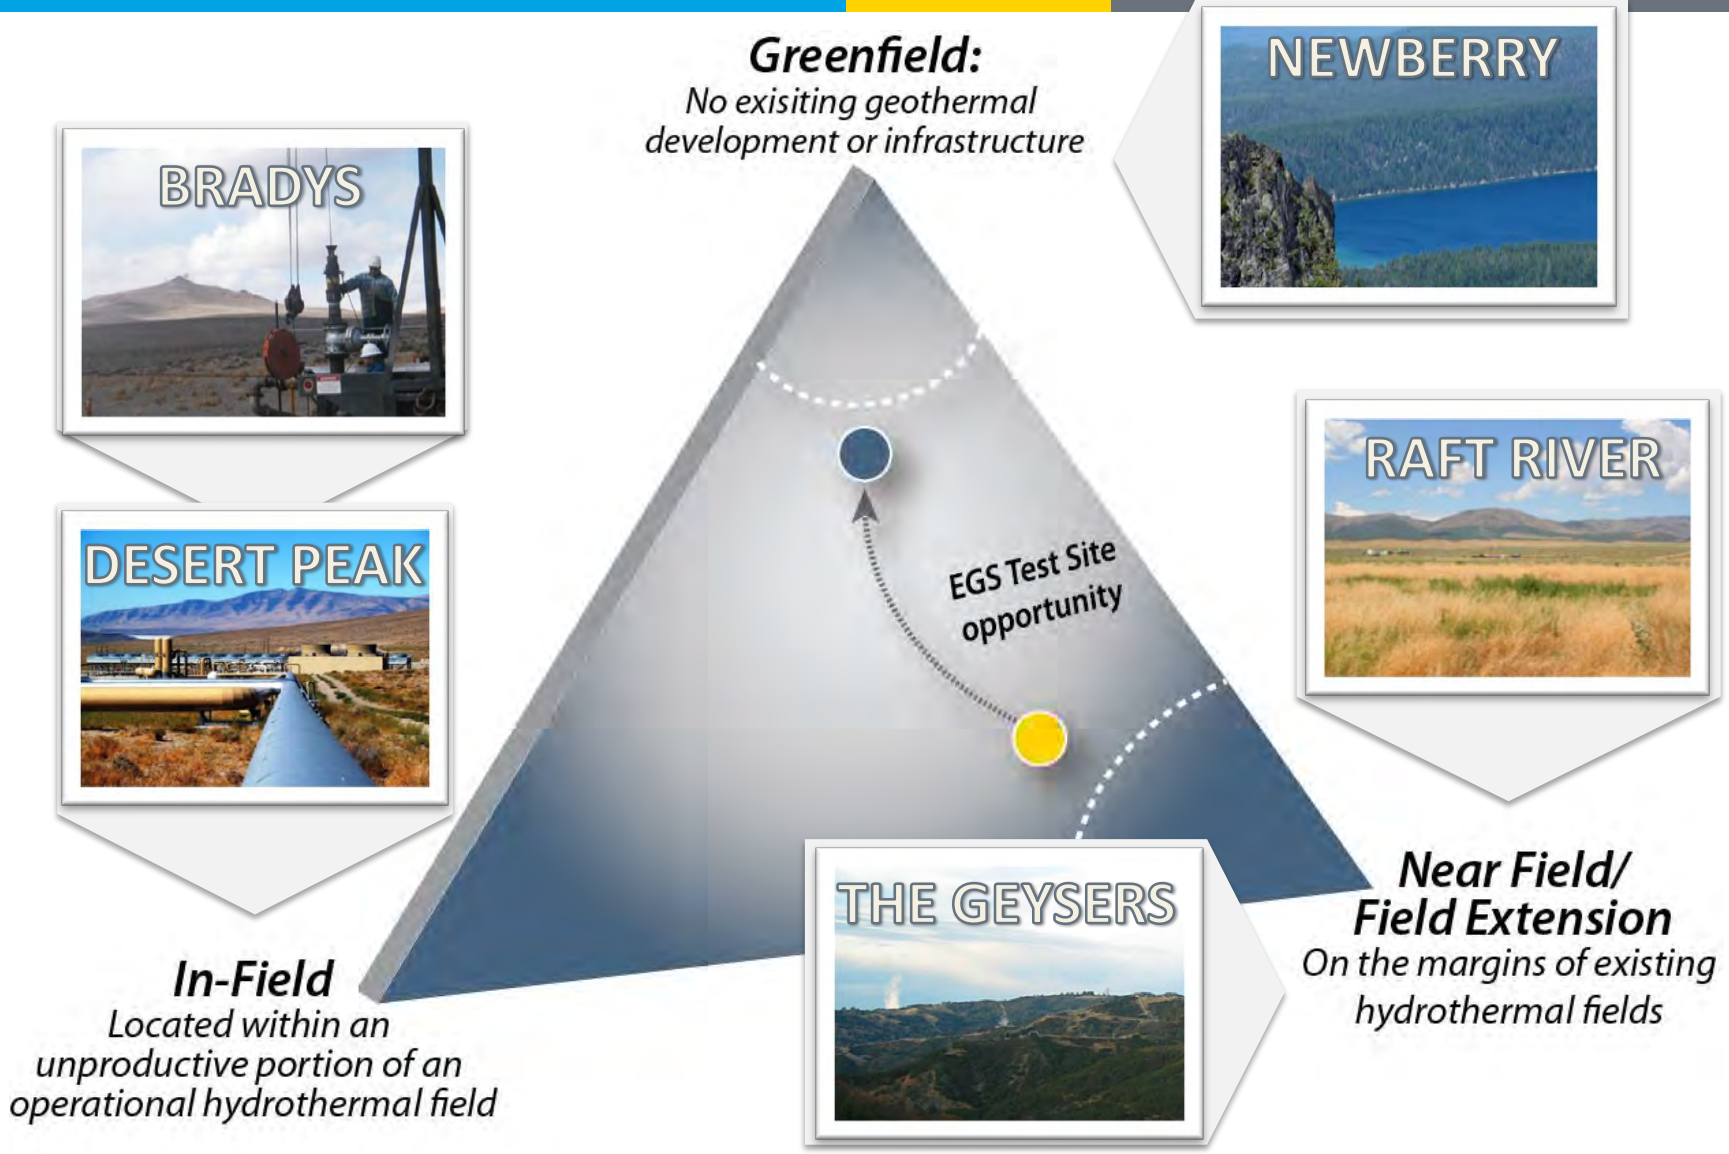 Greenfield:
No exisiting geothermal
development or infrastructure
NEWBERRY
BRADYS
RAFT RIVER
DESERT PEAK
EGS Test Site
opportunity
THE GEYSERS
Near Field/
Field Extension
On the margins of existing
hydrothermal fields
In-Field
Located within an
unproductive portion of an
operational hydrothermal field